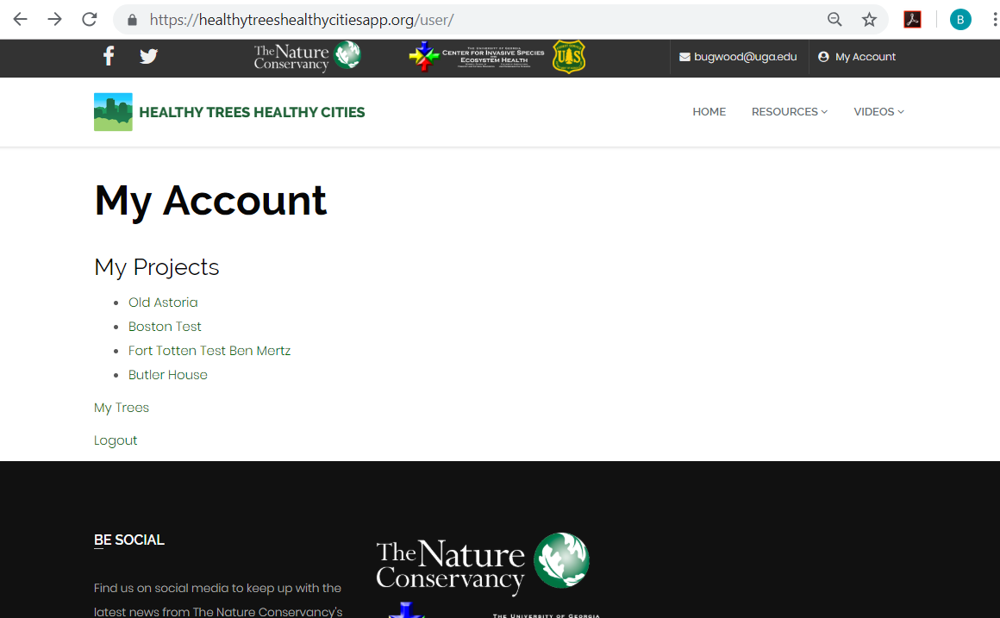 https://healthytreeshealthycitiesapp.org/user/
B
The Nature
Conservancy
THE UNIVERSITY OF GEORGIA
CENTER FOR INVASIVE SPECIES
ECOSYSTEM HEALTH
FOREST SERVICE
U S
bugwood@uga.edu
My Account
HEALTHY TREES HEALTHY CITIES
HOME
RESOURCES
VIDEOS
My Account
My Projects
Old Astoria
Boston Test
Fort Totten Test Ben Mertz
Butler House
My Trees
Logout
BE SOCIAL
Find us on social media to keep up with the
latest news from The Nature Conservancy's
The Nature
Conservancy
THE UNIVERSITY OF GEORGIA